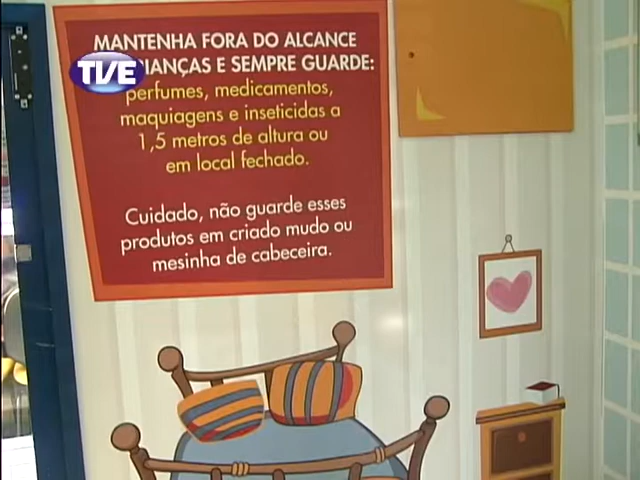 MANTENHA FORA DO ALCANCE
IANÇAS E SEMPRE GUARDE:
TVE
perfumes, medicamentos,
maquiagens e inseticidas a
1,5 metros de altura ou
em local fechado.
Cuidado, não guarde esses
produtos em criado mudo ou
mesinha de cabeceira.